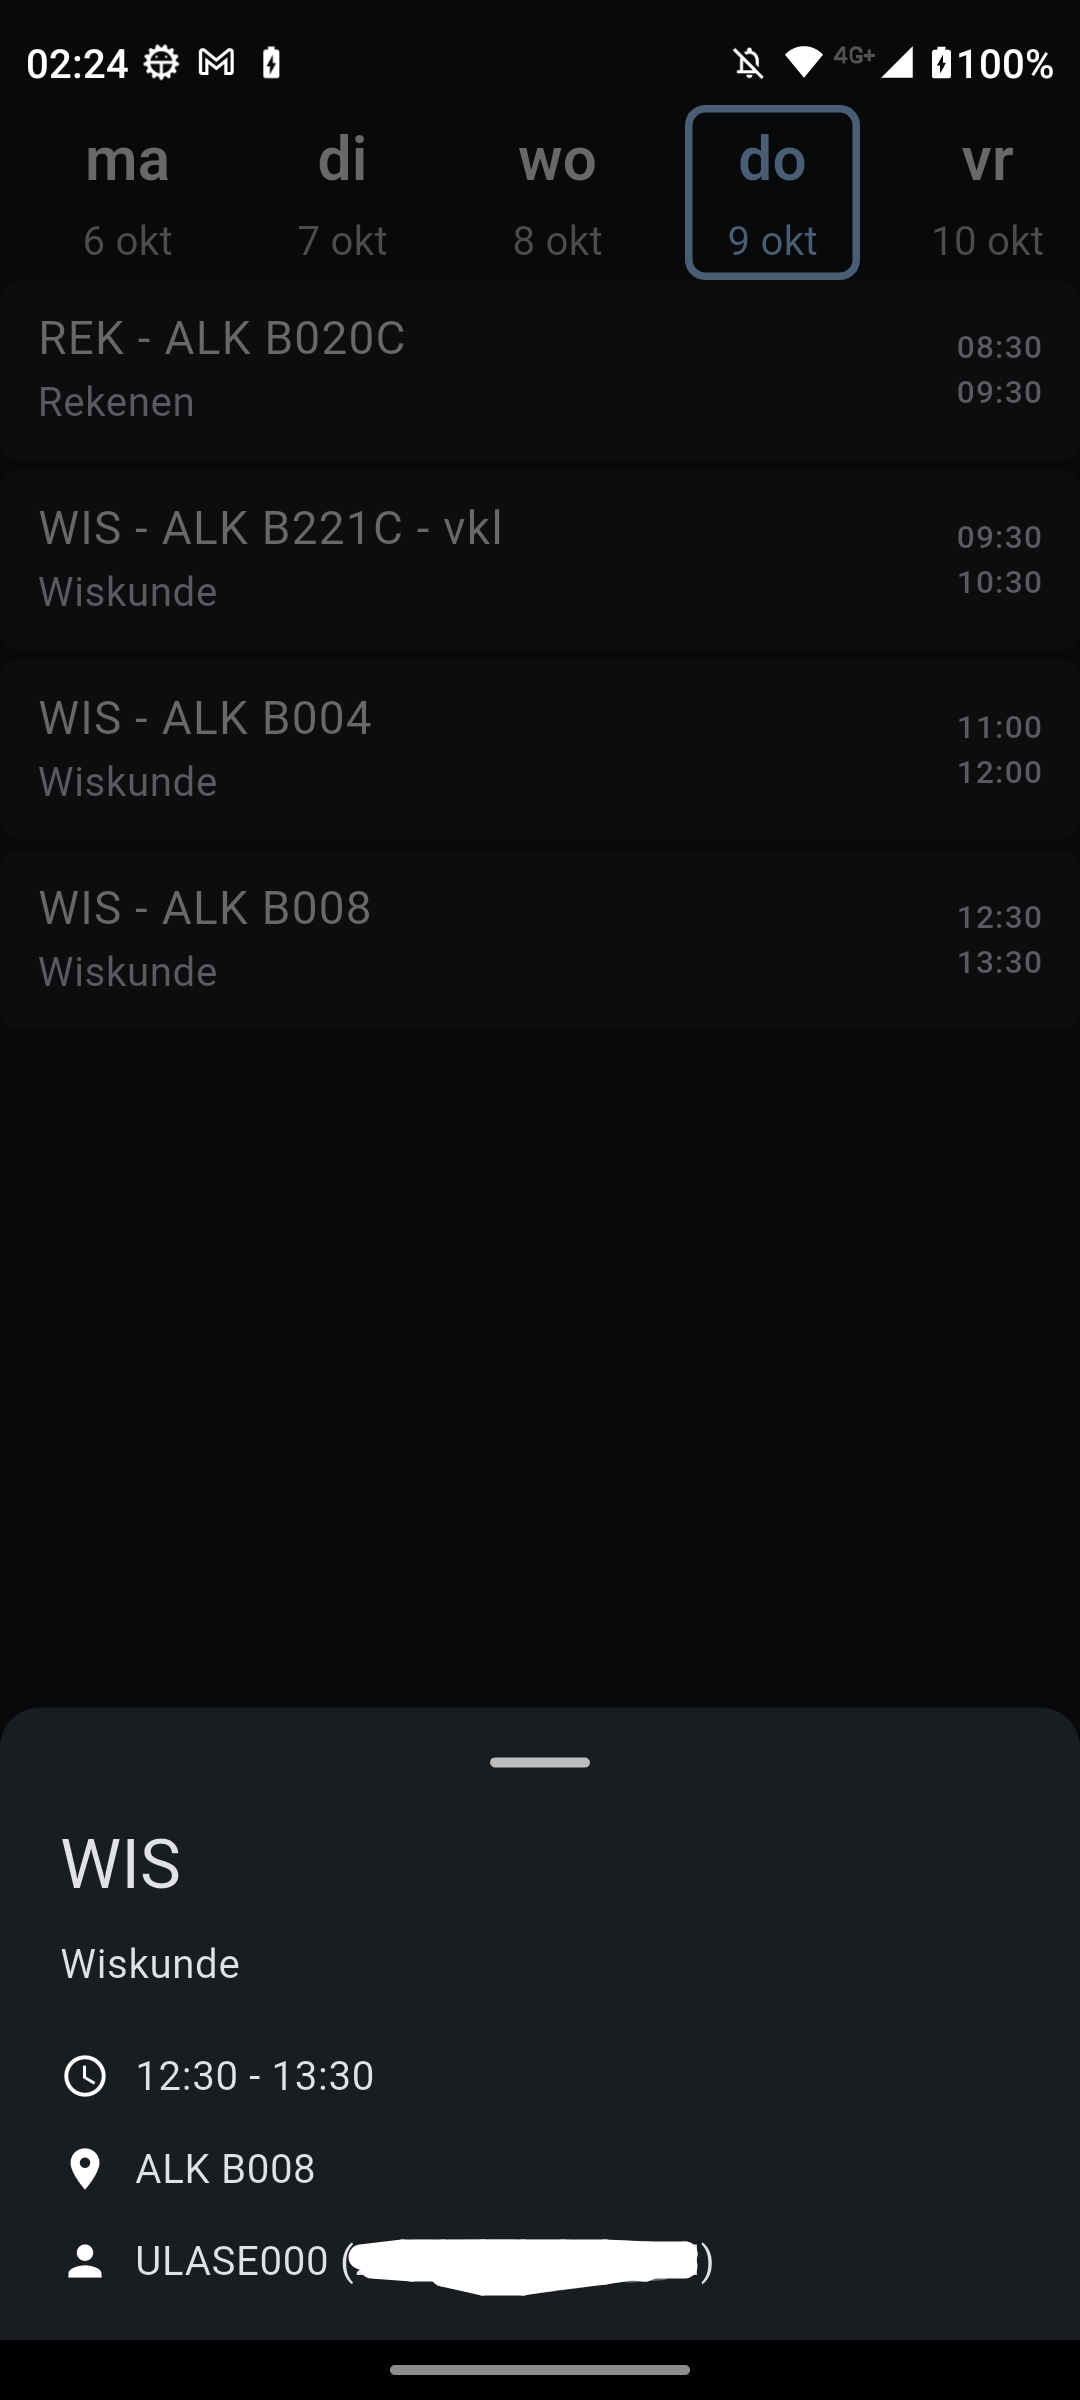 02:24 4G+ 100%
ma di wo do vr
6 okt 7 okt 8 okt 9 okt 10 okt
REK - ALK B020C
08:30
Rekenen
09:30
WIS - ALK B221C - vkl
09:30
Wiskunde
10:30
WIS - ALK B004
11:00
Wiskunde
12:00
WIS - ALK B008
12:30
Wiskunde
13:30
WIS
Wiskunde
12:30 - 13:30
ALK B008
ULASE000 ( )